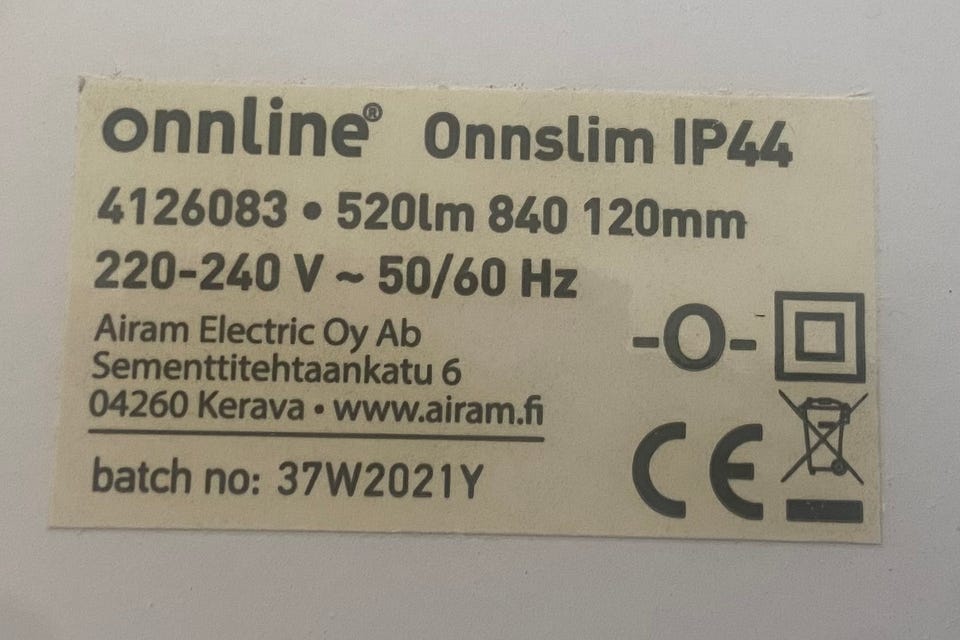 onnline® Onnslim IP44
4126083 • 520lm 840 120mm
220-240 V ~ 50/60 Hz
Airam Electric Oy Ab
Sementtitehtaankatu 6
04260 Kerava • www.airam.fi
batch no: 37W2021Y
-O-
CE